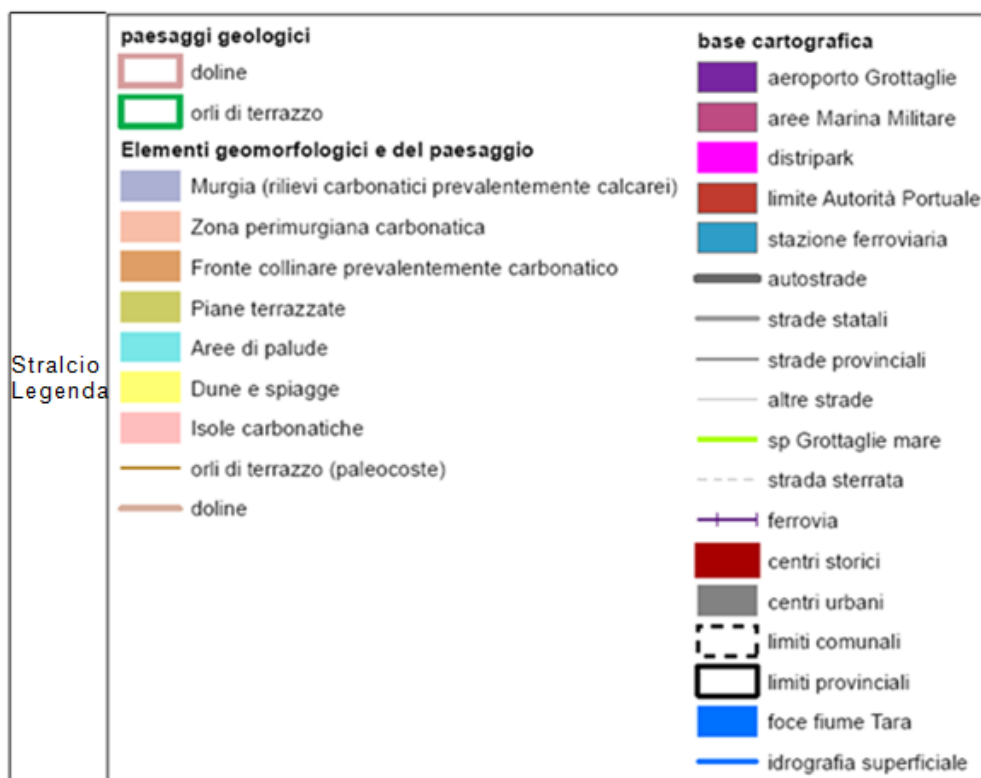 Stralcio
Legenda
paesaggi geologici
doline
orli di terrazzo
Elementi geomorfologici e del paesaggio
Murgia (rilievi carbonatici prevalentemente calcarei)
Zona perimurgiana carbonatica
Fronte collinare prevalentemente carbonatico
Piane terrazzate
Aree di palude
Dune e spiagge
Isole carbonatiche
orli di terrazzo (paleocoste)
doline
base cartografica
aeroporto Grottaglie
aree Marina Militare
distripark
limite Autorità Portuale
stazione ferroviaria
autostrade
strade statali
strade provinciali
altre strade
sp Grottaglie mare
strada sterrata
ferrovia
centri storici
centri urbani
limiti comunali
limiti provinciali
foce fiume Tara
idrografia superficiale